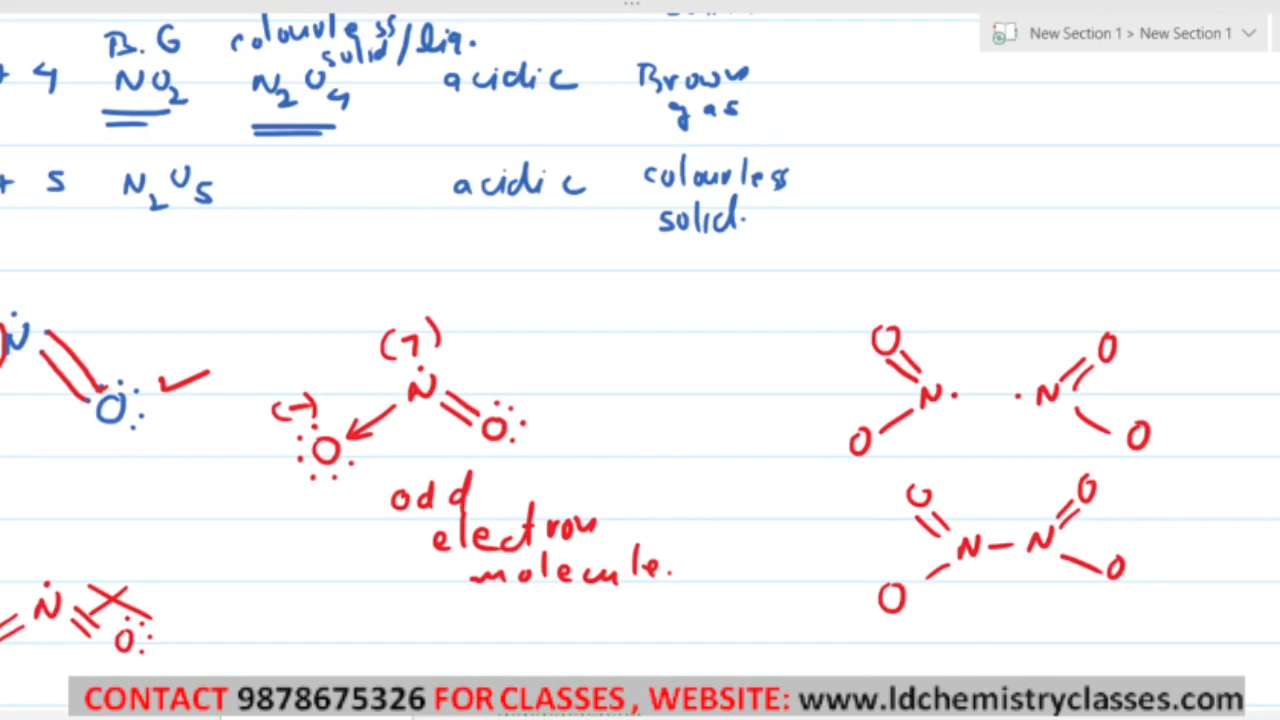 New Section 1 > New Section 1
B.G colourless solid/liq.
+ 4 NO2 N2O4 acidic Brown gas
+ 5 N2O5 acidic colourless solid.
N O
(+)
(-) O N O
odd
electron
molecule.
O N . . N O
O O
O N - N O
O O
N O
CONTACT 9878675326 FOR CLASSES , WEBSITE: www.ldchemistryclasses.com